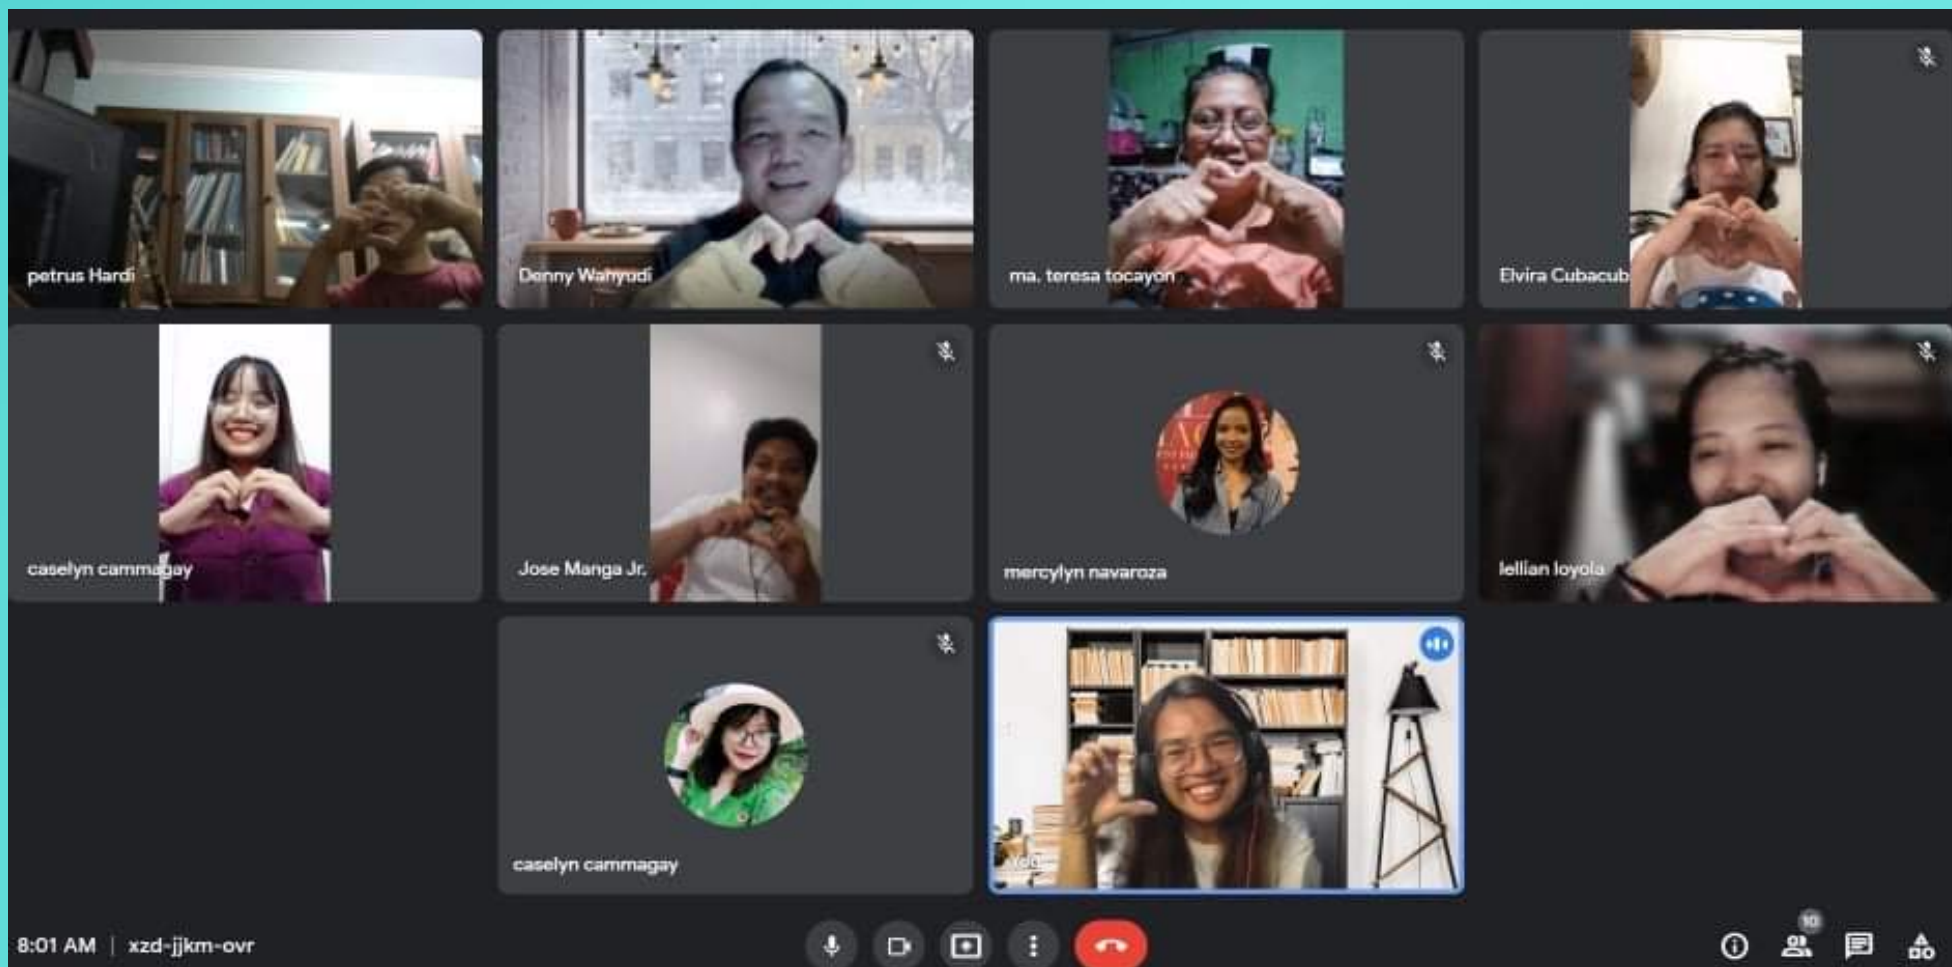 petrus Hardi
Denny Wahyudi
ma. teresa tocayon
Elvira Cubacub
caselyn cammagay
Jose Manga Jr.
mercylyn navaroza
lellian loyola
caselyn cammagay
You
8:01 AM | xzd-jjkm-ovr
10